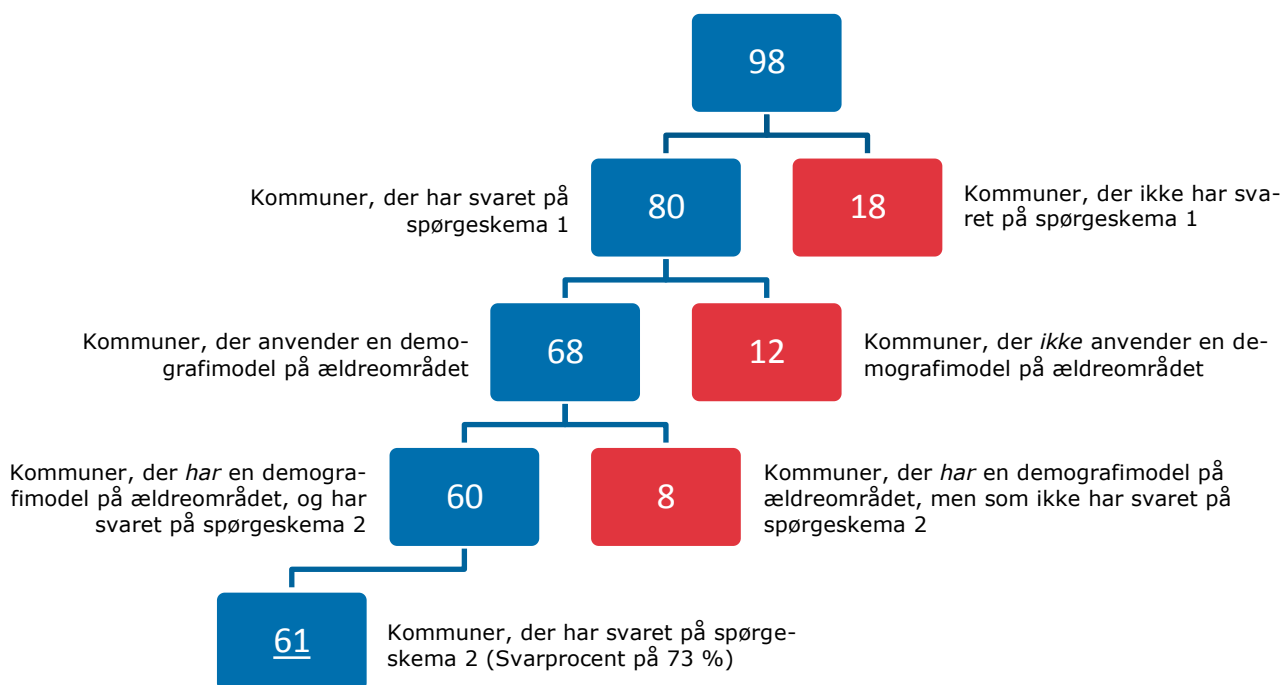 98
Kommuner, der har svaret på
spørgeskema 1
80
18
Kommuner, der ikke har sva-
ret på spørgeskema 1
Kommuner, der anvender en demo-
grafimodel på ældreområdet
68
12
Kommuner, der ikke anvender en de-
mografimodel på ældreområdet
Kommuner, der har en demogra-
fimodel på ældreområdet, og har
svaret på spørgeskema 2
60
8
Kommuner, der har en demografimodel på
ældreområdet, men som ikke har svaret på
spørgeskema 2
61
Kommuner, der har svaret på spørge-
skema 2 (Svarprocent på 73 %)